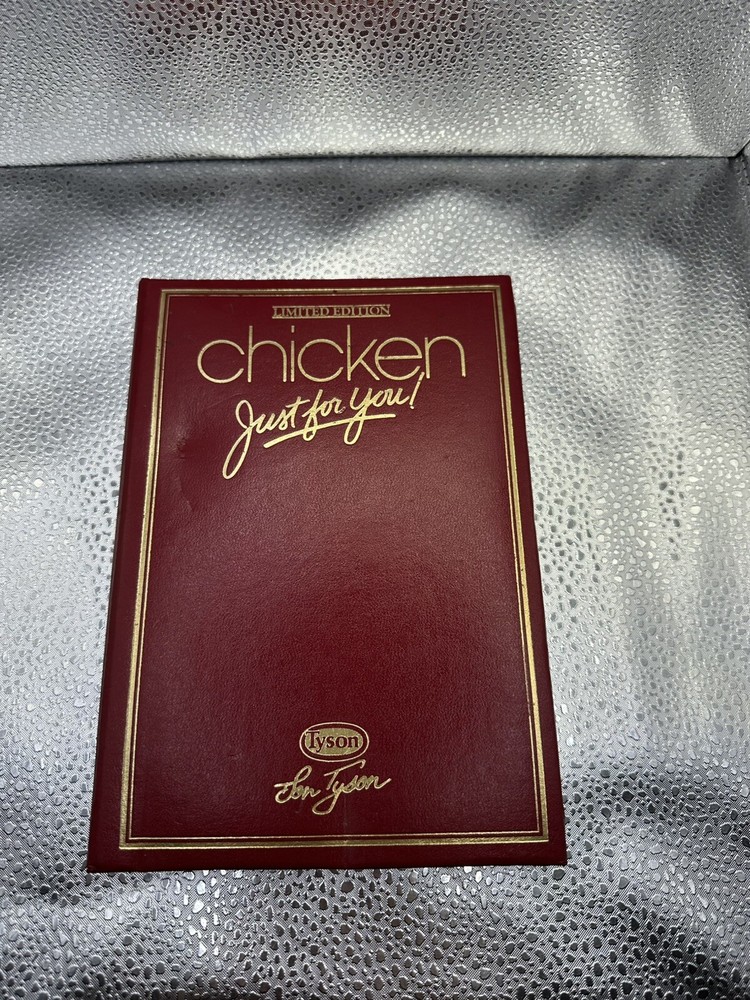 LIMITED EDITION
chicken
Just for you!
Tyson
Don Tyson